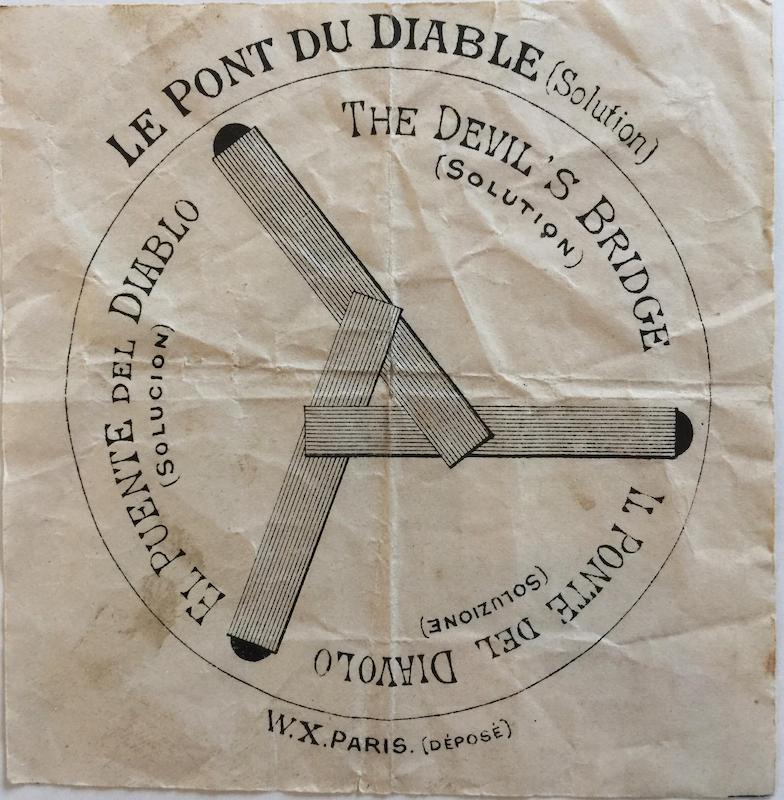 LE PONT DU DIABLE (Solution)
THE DEVIL'S BRIDGE
(SOLUTION)
EL PUENTE DEL DIABLO
(SOLUCION)
IL PONTE DEL DIAVOLO
(SOLUZIONE)
W.X.PARIS. (DÉPOSÉ)